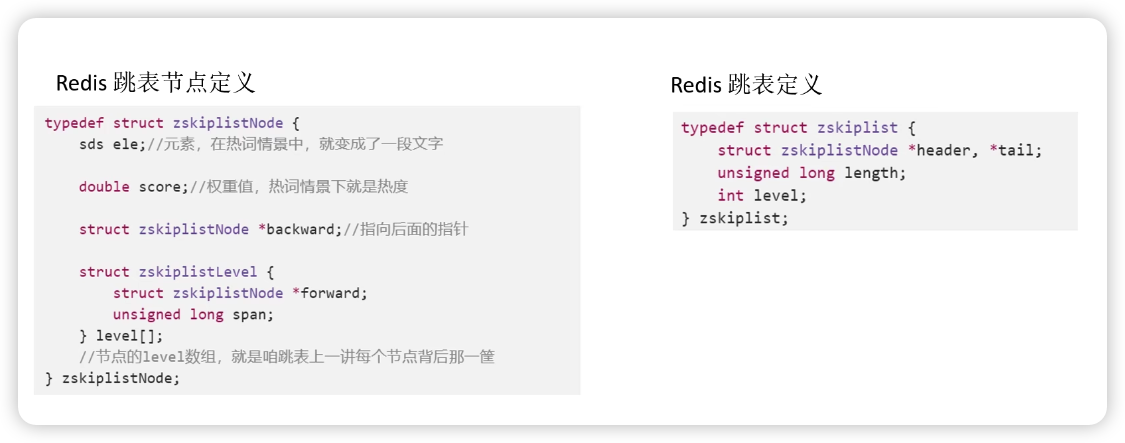 Redis 跳表节点定义
typedef struct zskiplistNode {
    sds ele;//元素，在热词情景中，就变成了一段文字
    double score;//权重值，热词情景下就是热度
    struct zskiplistNode *backward;//指向后面的指针
    struct zskiplistLevel {
        struct zskiplistNode *forward;
        unsigned long span;
    } level[];
    //节点的level数组，就是咱跳表上一讲每个节点背后那一筐
} zskiplistNode;
Redis 跳表定义
typedef struct zskiplist {
    struct zskiplistNode *header, *tail;
    unsigned long length;
    int level;
} zskiplist;